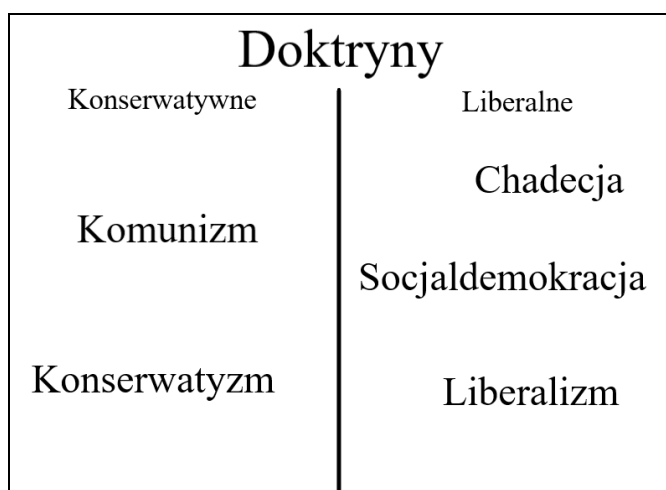 Doktryny
Konserwatywne
Komunizm
Konserwatyzm
Liberalne
Chadecja
Socjaldemokracja
Liberalizm